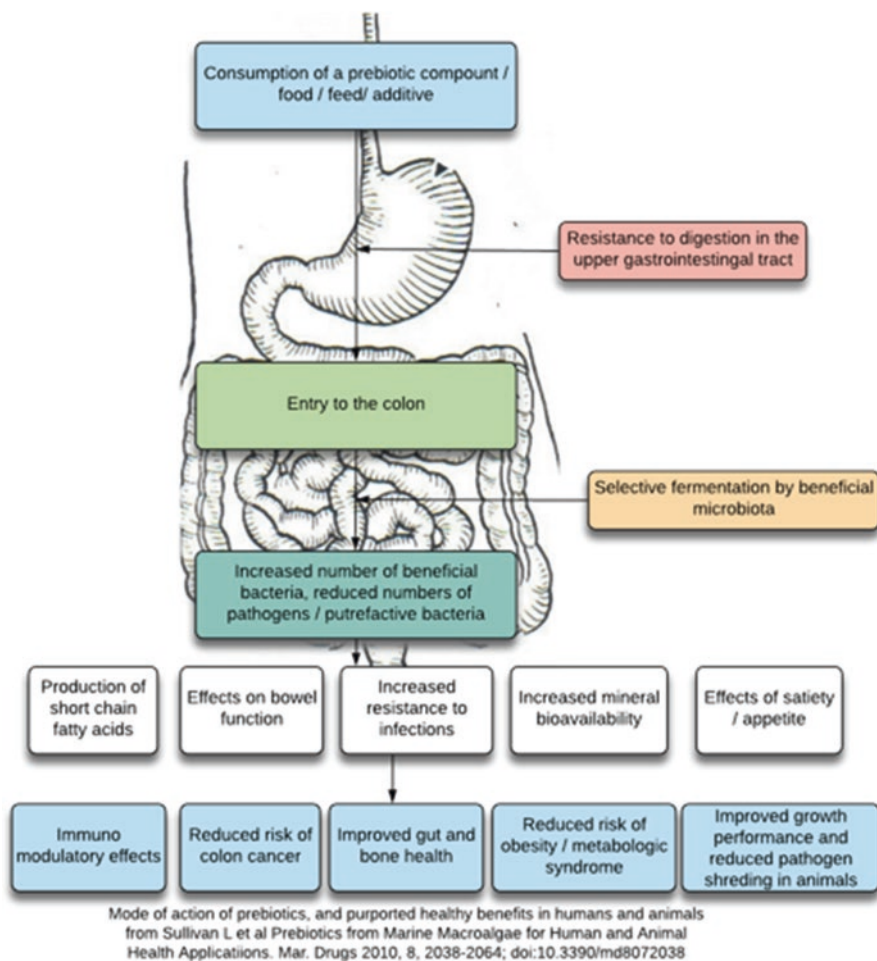 Consumption of a prebiotic compound /
food / feed/ additive
Resistance to digestion in the
upper gastrointestingal tract
Entry to the colon
Selective fermentation by beneficial
microbiota
Increased number of beneficial
bacteria, reduced numbers of
pathogens / putrefactive bacteria
Production of
short chain
fatty acids
Effects on bowel
function
Increased
resistance to
infections
Increased mineral
bioavailability
Effects of satiety
/ appetite
Immuno
modulatory effects
Reduced risk of
colon cancer
Improved gut and
bone health
Reduced risk of
obesity / metabologic
syndrome
Improved growth
performance and
reduced pathogen
shreding in animals
Mode of action of prebiotics, and purported healthy benefits in humans and animals
from Sullivan L et al Prebiotics from Marine Macroalgae for Human and Animal
Health Applicatiions. Mar. Drugs 2010, 8, 2038-2064; doi:10.3390/md8072038